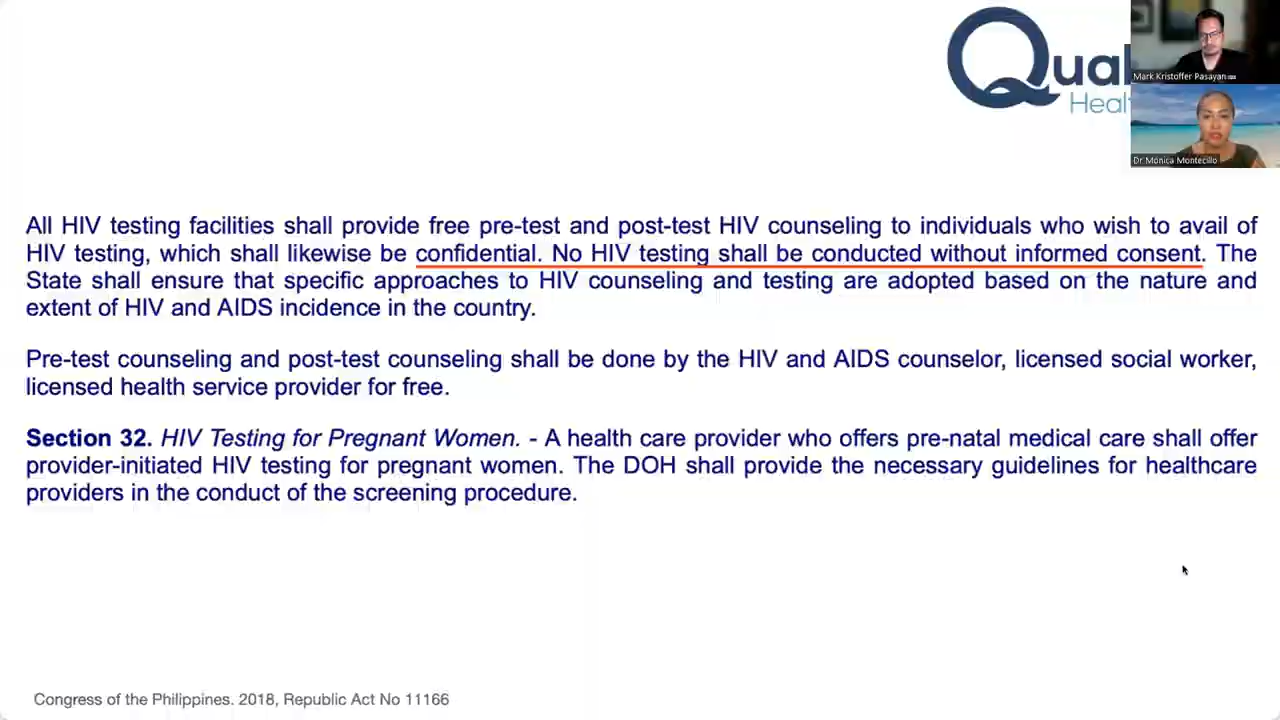 Qual
Healt
Mark Kristoffer Pasayan
Dr Monica Montecillo
All HIV testing facilities shall provide free pre-test and post-test HIV counseling to individuals who wish to avail of
HIV testing, which shall likewise be confidential. No HIV testing shall be conducted without informed consent. The
State shall ensure that specific approaches to HIV counseling and testing are adopted based on the nature and
extent of HIV and AIDS incidence in the country.
Pre-test counseling and post-test counseling shall be done by the HIV and AIDS counselor, licensed social worker,
licensed health service provider for free.
Section 32. HIV Testing for Pregnant Women. - A health care provider who offers pre-natal medical care shall offer
provider-initiated HIV testing for pregnant women. The DOH shall provide the necessary guidelines for healthcare
providers in the conduct of the screening procedure.
Congress of the Philippines. 2018, Republic Act No 11166